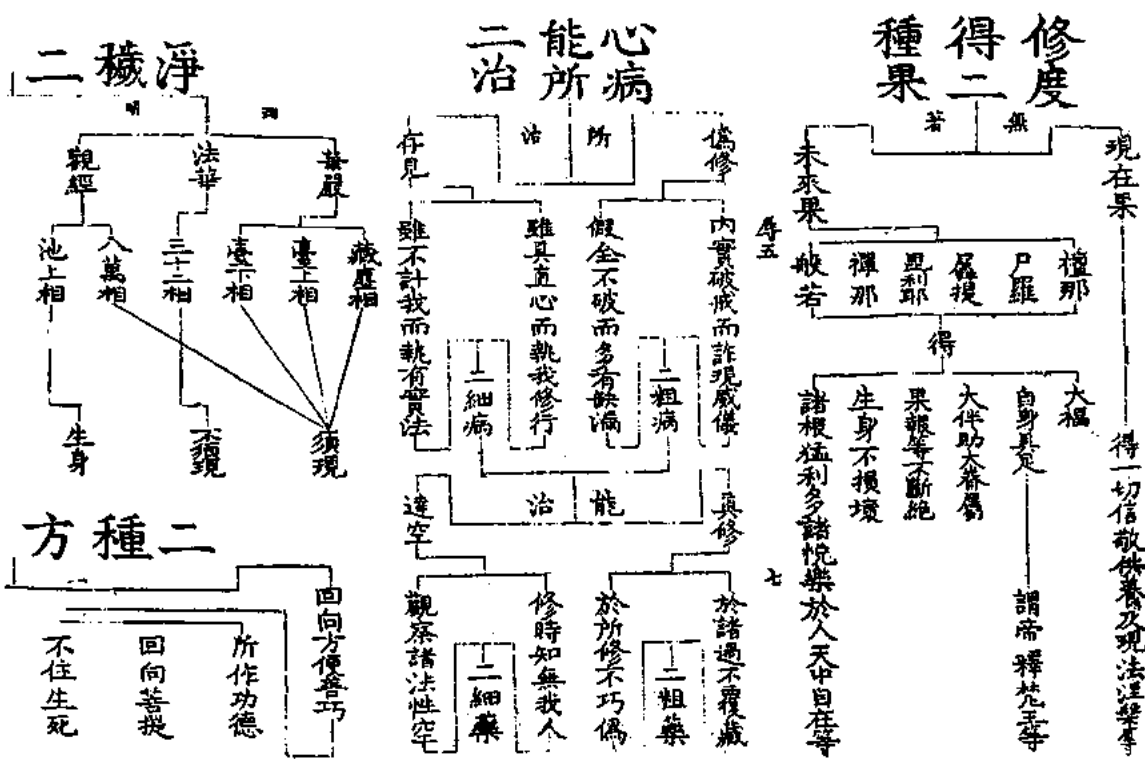 修度
得二
種果
無
著
現在果
得一切信敬供養及現法涅槃等
未來果
檀那
尸羅
羼提
毘利耶
禪那
般若
得
大福
自身具足
謂帝釋梵王等
大伴助大眷屬
果報等不斷絕
生身不損壞
諸根猛利多諸悅樂於人天中自在等
辱五
七
心病
能所
二治
所
治
偽修
內實破戒而詐現威儀
假全不破而多有缺漏
二粗病
存見
雖具直心而執我修行
雖不計我而執有實法
二細病
能
治
真修
於諸過不覆藏
於所修不巧偽
二粗藥
達空
修時知無我人
觀察諸法性空
二細藥
淨穢二
明
華嚴
藏塵相
臺上相
臺下相
須現
法華
三十二相
不須現
觀經
八萬相
池上相
生身
二種方
回向方便善巧
所作功德
回向菩提
不住生死